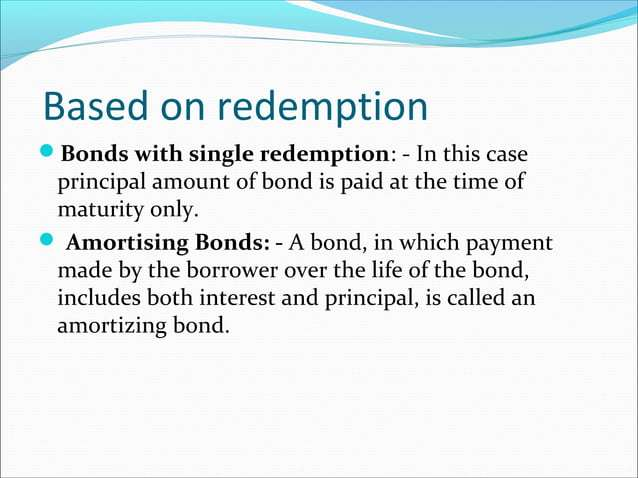 Based on redemption
Bonds with single redemption: - In this case
principal amount of bond is paid at the time of
maturity only.
Amortising Bonds: - A bond, in which payment
made by the borrower over the life of the bond,
includes both interest and principal, is called an
amortizing bond.